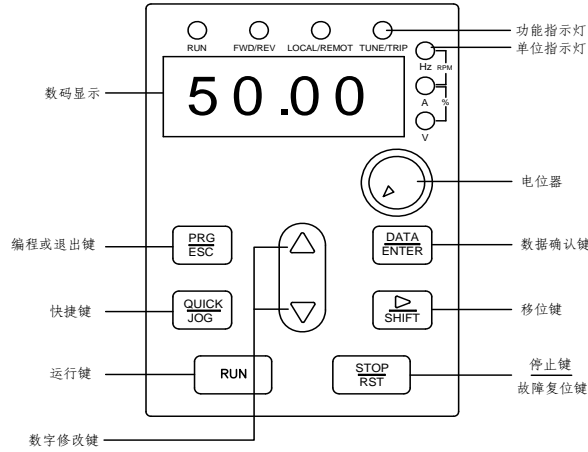 功能指示灯
RUN FWD/REV LOCAL/REMOT TUNE/TRIP
单位指示灯
Hz RPM
数码显示
50.00
A %
V
电位器
编程或退出键
PRG
ESC
DATA
ENTER
数据确认键
快捷键
QUICK
JOG
SHIFT
移位键
运行键
RUN
STOP
RST
停止键
故障复位键
数字修改键